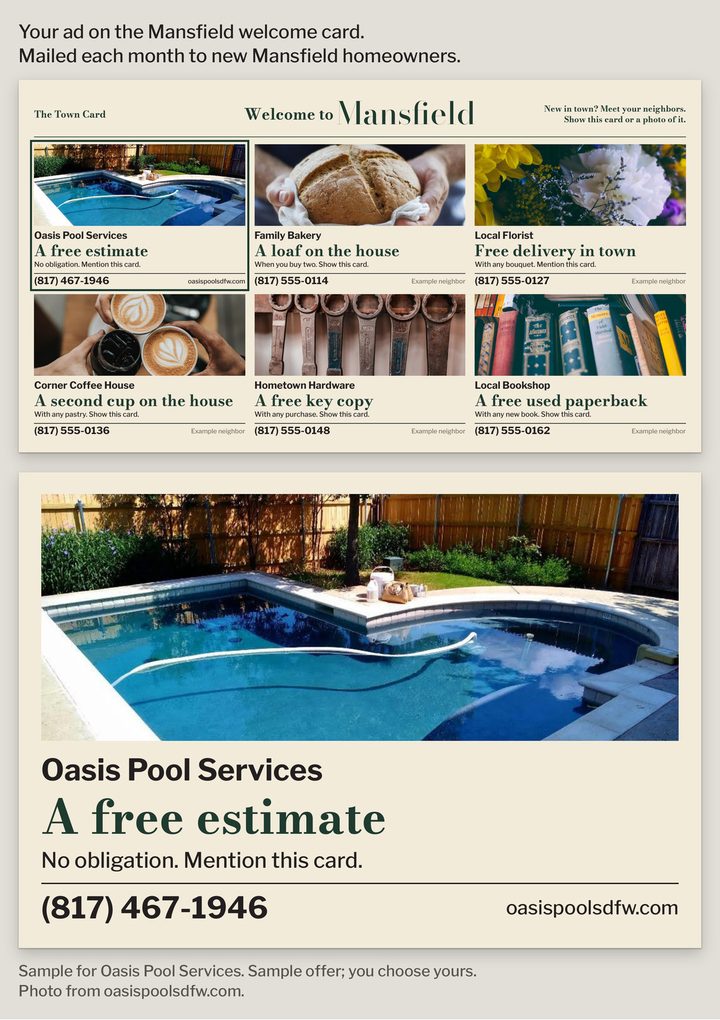 Your ad on the Mansfield welcome card.
Mailed each month to new Mansfield homeowners.
The Town Card
Welcome to Mansfield
New in town? Meet your neighbors.
Show this card or a photo of it.
Oasis Pool Services
A free estimate
No obligation. Mention this card.
(817) 467-1946
oasispoolsdfw.com
Family Bakery
A loaf on the house
When you buy two. Show this card.
(817) 555-0114
Example neighbor
Local Florist
Free delivery in town
With any bouquet. Mention this card.
(817) 555-0127
Example neighbor
Corner Coffee House
A second cup on the house
With any pastry. Show this card.
(817) 555-0136
Example neighbor
Hometown Hardware
A free key copy
With any purchase. Show this card.
(817) 555-0148
Example neighbor
Local Bookshop
A free used paperback
With any new book. Show this card.
(817) 555-0162
Example neighbor
Oasis Pool Services
A free estimate
No obligation. Mention this card.
(817) 467-1946
oasispoolsdfw.com
Sample for Oasis Pool Services. Sample offer; you choose yours.
Photo from oasispoolsdfw.com.